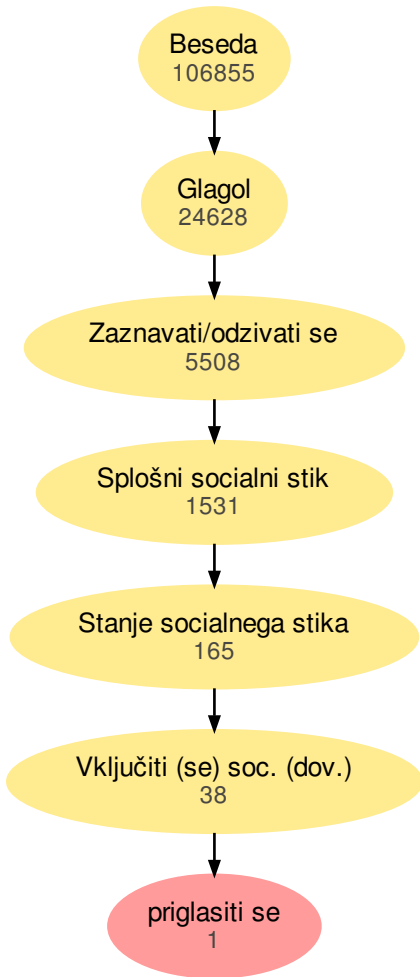 Beseda
106855
Glagol
24628
Zaznavati/odzivati se
5508
Splošni socialni stik
1531
Stanje socialnega stika
165
Vključiti (se) soc. (dov.)
38
priglasiti se
1